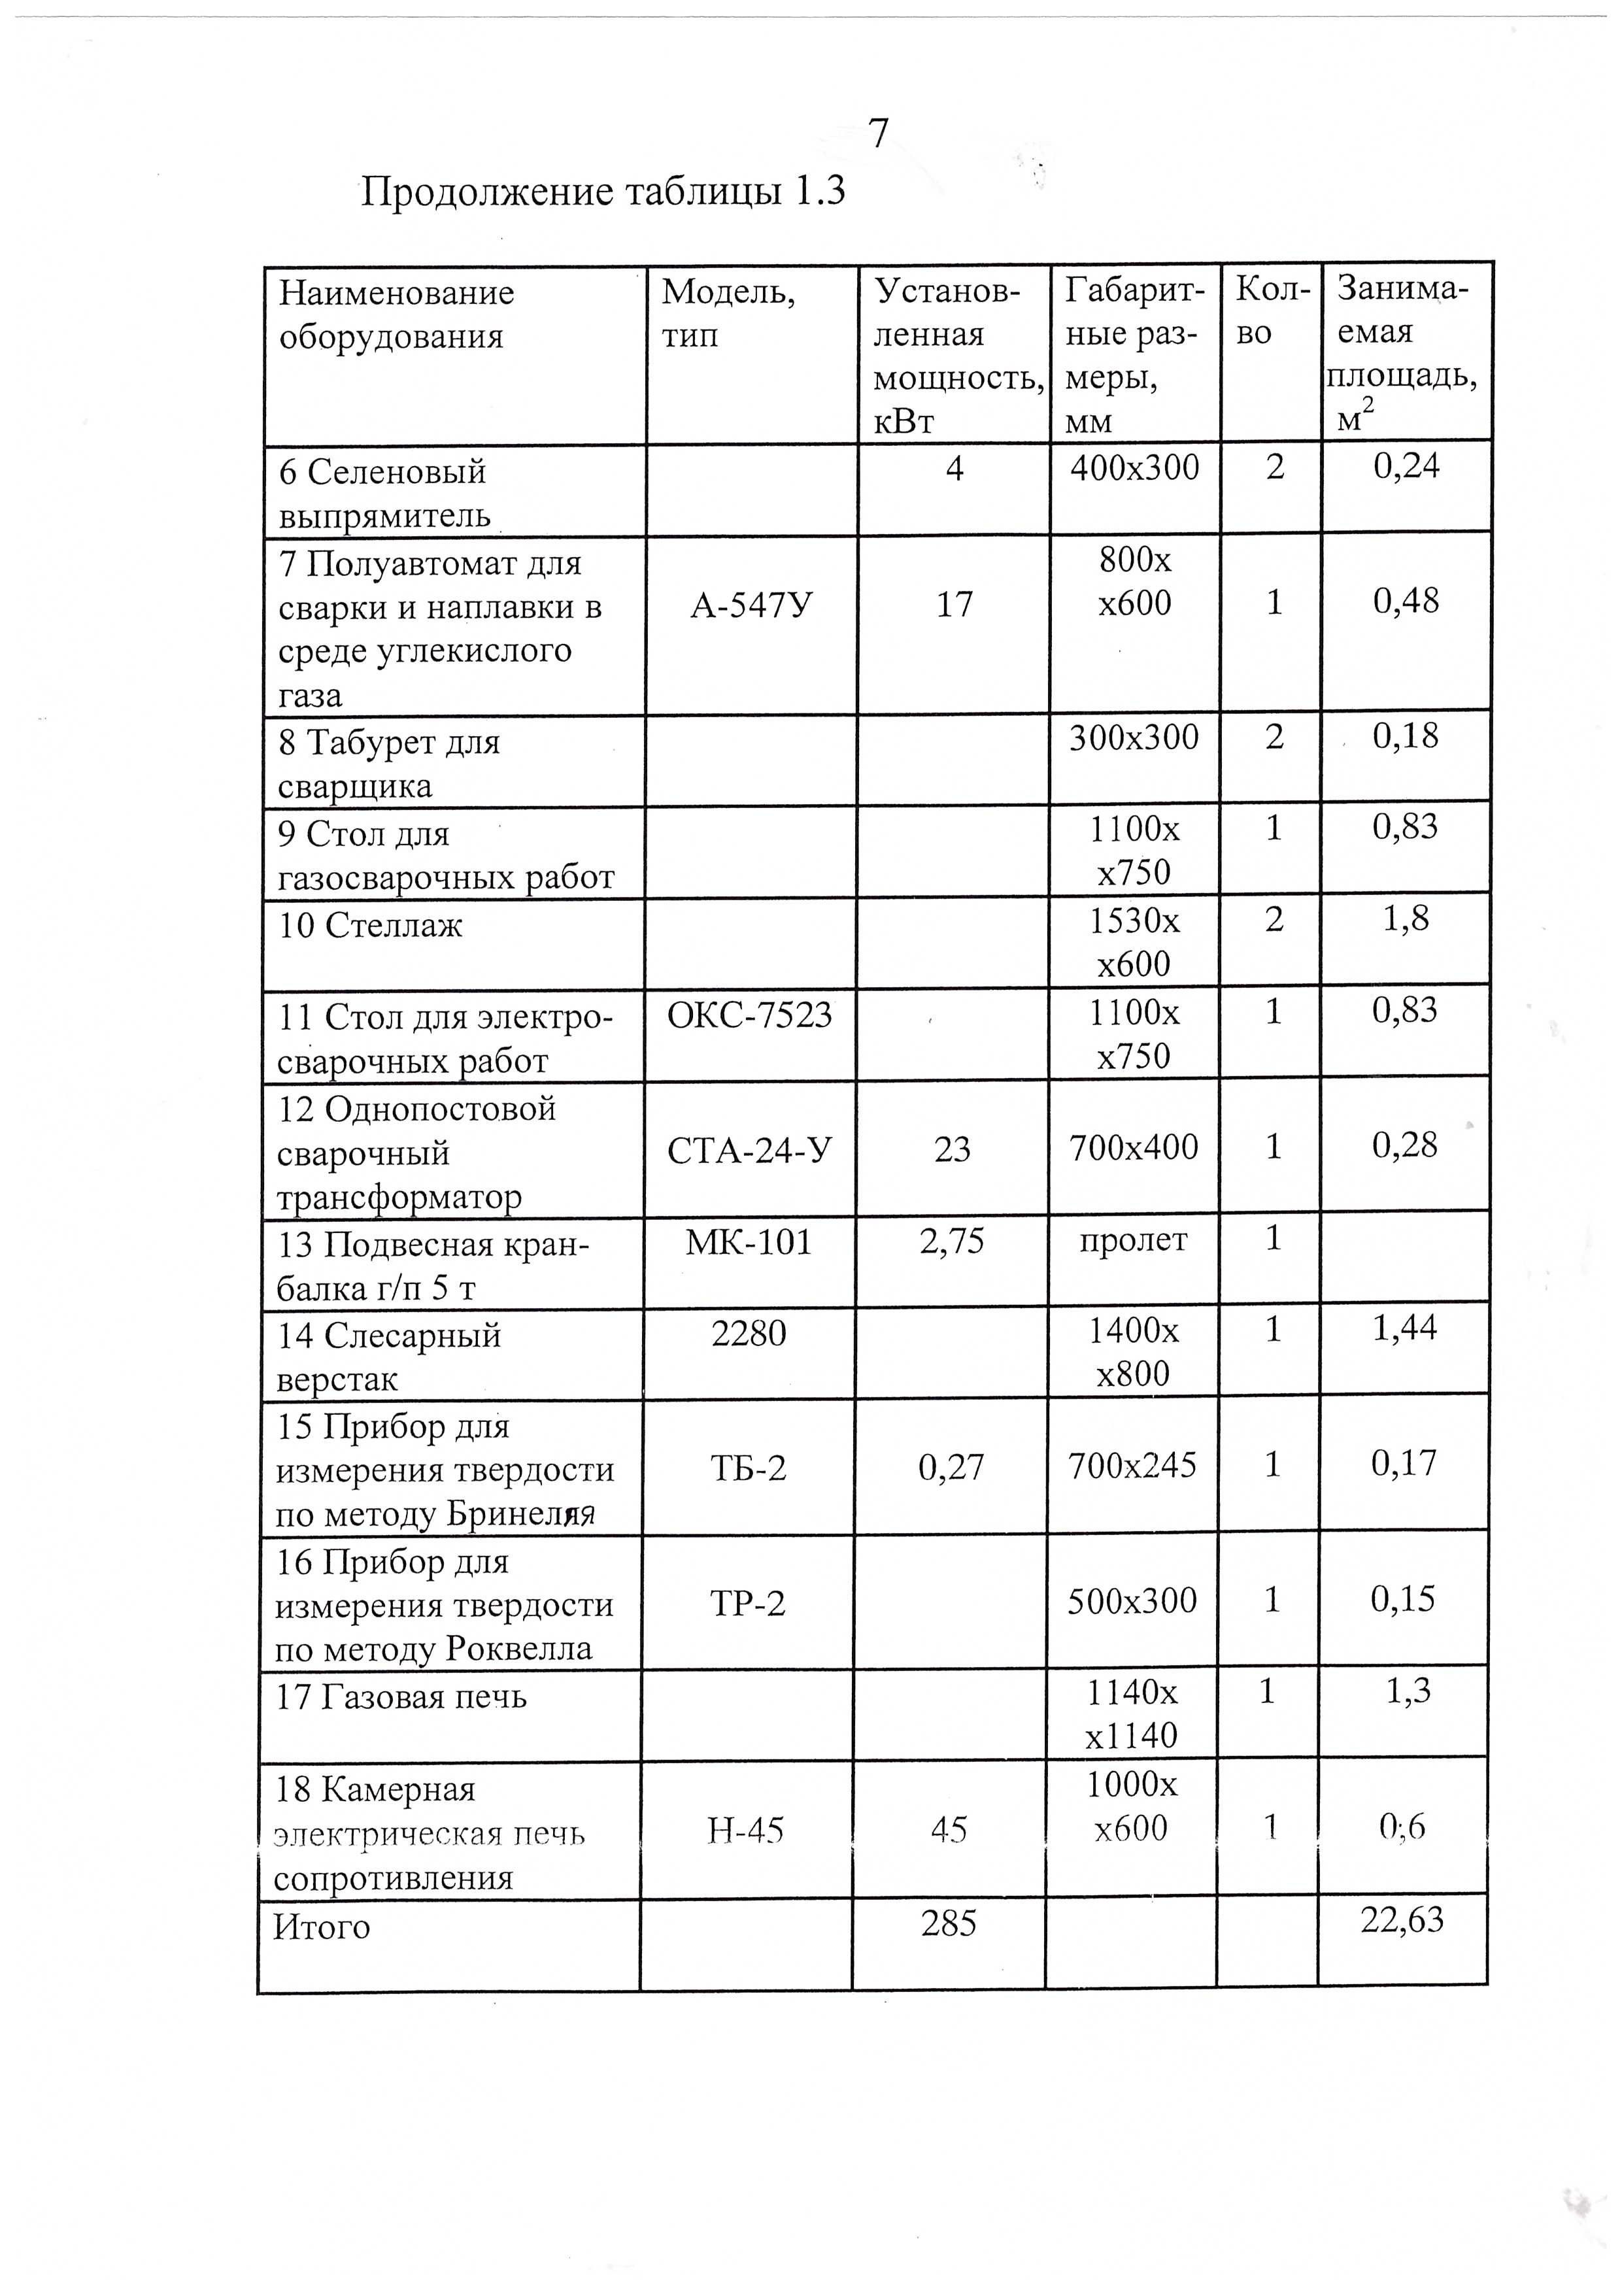 7
Продолжение таблицы 1.3
Наименование оборудования | Модель, тип | Установ-ленная мощность, кВт | Габарит-ные раз-меры, мм | Кол-во | Занима-емая площадь, м²
6 Селеновый выпрямитель | | 4 | 400х300 | 2 | 0,24
7 Полуавтомат для сварки и наплавки в среде углекислого газа | А-547У | 17 | 800х х600 | 1 | 0,48
8 Табурет для сварщика | | | 300х300 | 2 | 0,18
9 Стол для газосварочных работ | | | 1100х х750 | 1 | 0,83
10 Стеллаж | | | 1530х х600 | 2 | 1,8
11 Стол для электро-сварочных работ | ОКС-7523 | | 1100х х750 | 1 | 0,83
12 Однопостовой сварочный трансформатор | СТА-24-У | 23 | 700х400 | 1 | 0,28
13 Подвесная кран-балка г/п 5 т | МК-101 | 2,75 | пролет | 1 |
14 Слесарный верстак | 2280 | | 1400х х800 | 1 | 1,44
15 Прибор для измерения твердости по методу Бринелля | ТБ-2 | 0,27 | 700х245 | 1 | 0,17
16 Прибор для измерения твердости по методу Роквелла | ТР-2 | | 500х300 | 1 | 0,15
17 Газовая печь | | | 1140х х1140 | 1 | 1,3
18 Камерная электрическая печь сопротивления | Н-45 | 45 | 1000х х600 | 1 | 0;6
Итого | | 285 | | | 22,63